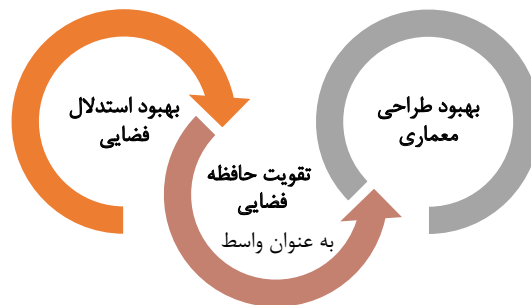 بهبود استدلال
فضایی
تقویت حافظه
فضایی
به عنوان واسط
بهبود طراحی
معماری